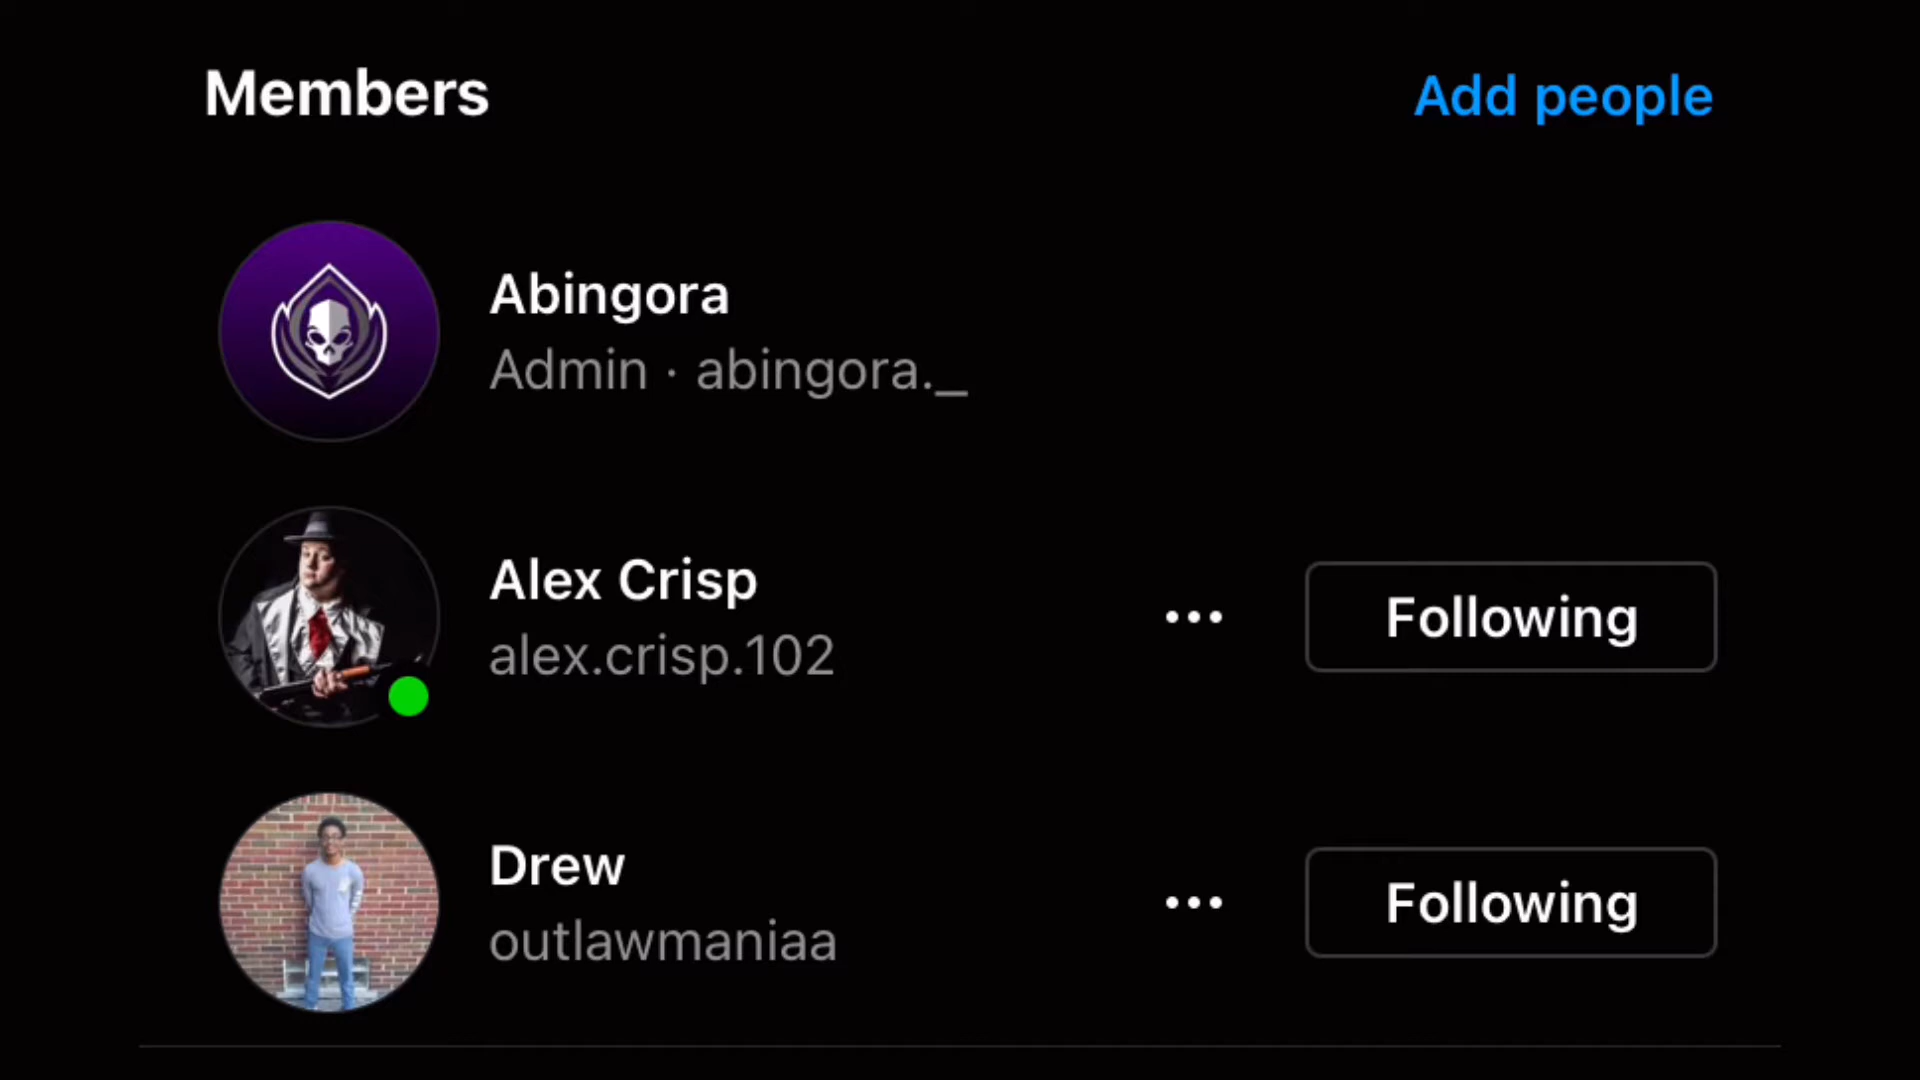 Members
Add people
Abingora
Admin · abingora._
Alex Crisp
alex.crisp.102
Following
Drew
outlawmaniaa
Following